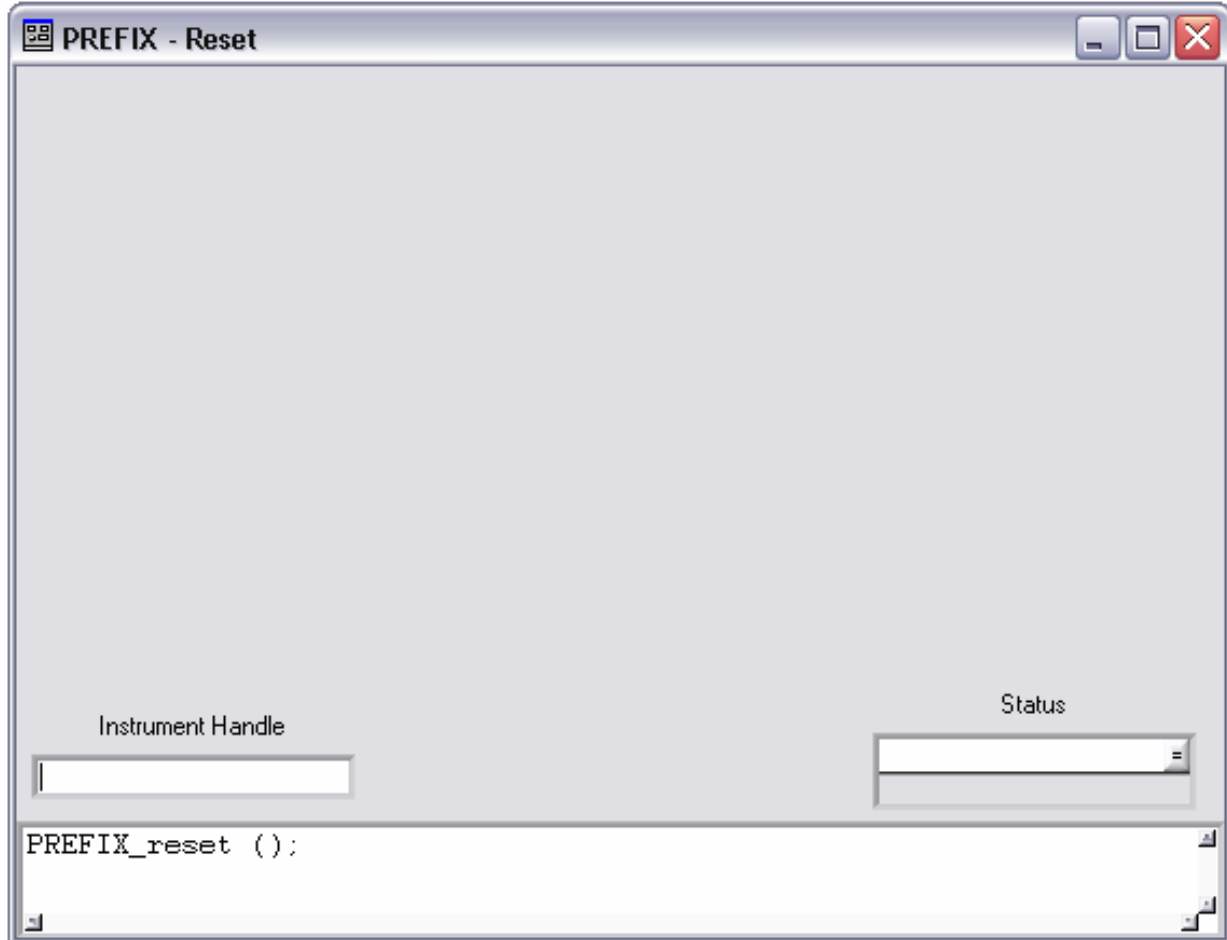 PREFIX - Reset
Status
Instrument Handle
=
PREFIX_reset ();